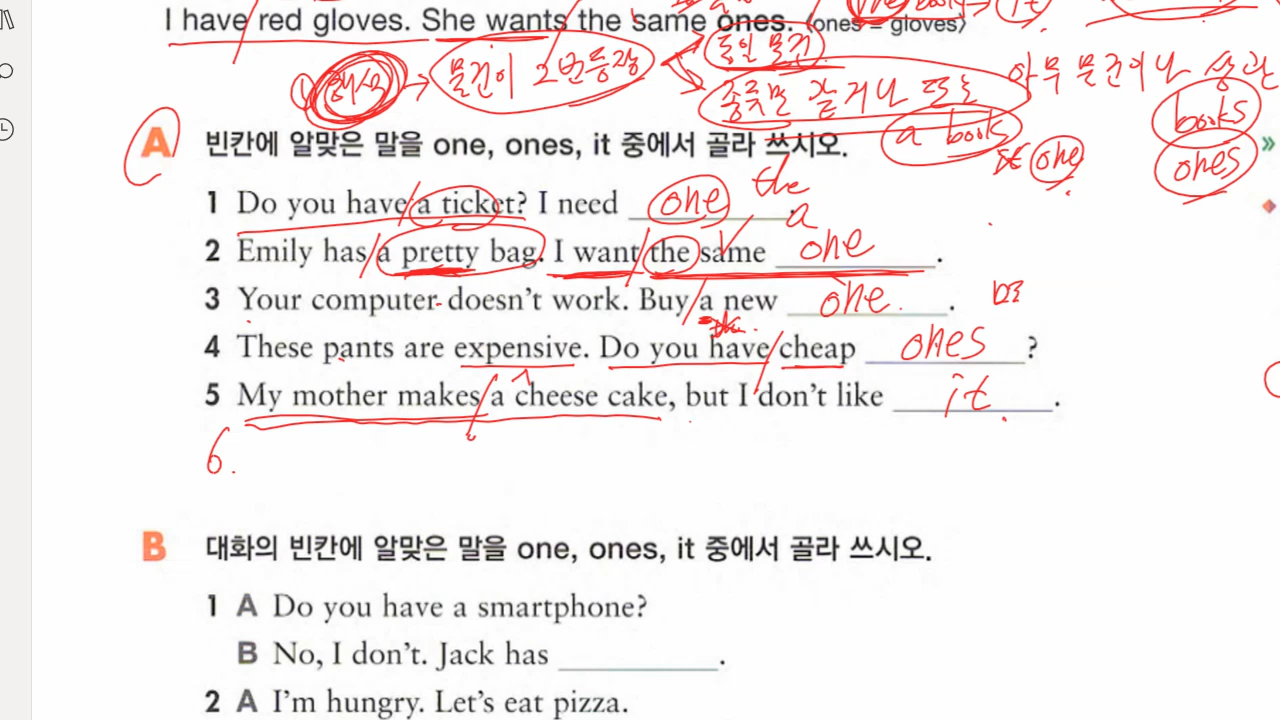 I have red gloves. She wants the same ones. (ones = gloves)
it
동일 물건
해석 → 물건이 2번등장
종류만 같거나 또는 아무 물건이나 상관
a book books
one ones
A 빈칸에 알맞은 말을 one, ones, it 중에서 골라 쓰시오.
the
1 Do you have a ticket? I need one.
a
2 Emily has a pretty bag. I want the same one.
3 Your computer doesn't work. Buy a new one.
4 These pants are expensive. Do you have cheap ones?
5 My mother makes a cheese cake, but I don't like it.
6.
B 대화의 빈칸에 알맞은 말을 one, ones, it 중에서 골라 쓰시오.
1 A Do you have a smartphone?
B No, I don't. Jack has ________.
2 A I'm hungry. Let's eat pizza.